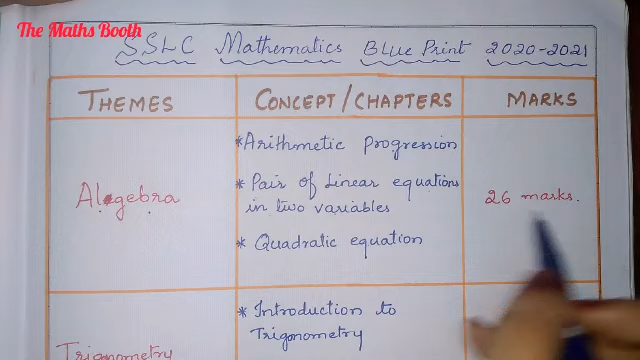 The Maths Booth
SSLC Mathematics Blue Print 2020-2021
THEMES CONCEPT/CHAPTERS MARKS
Algebra
*Arithmetic progression
* Pair of Linear equations
in two variables
* Quadratic equation
26 marks.
Trigonometry
* Introduction to
Trigonometry